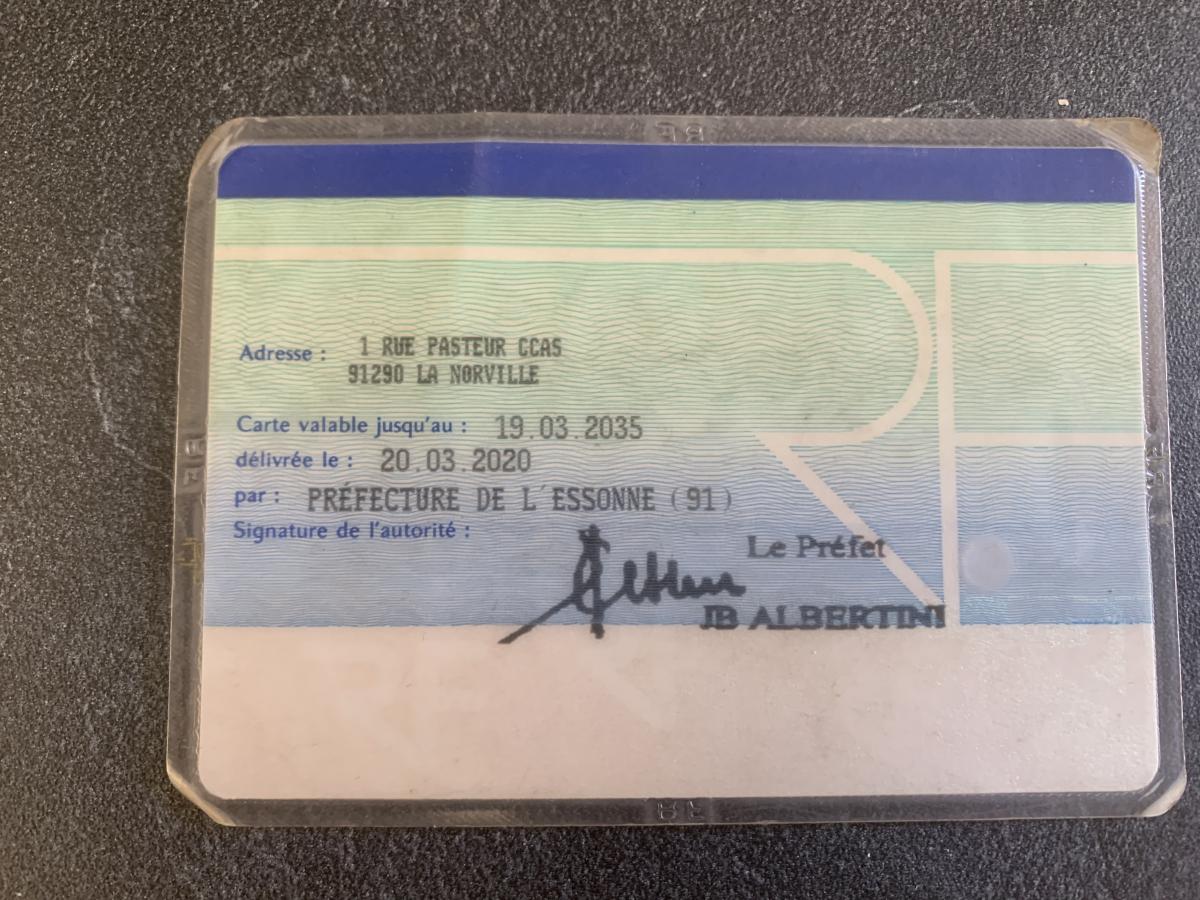 Adresse : 1 RUE PASTEUR CCAS
91290 LA NORVILLE
Carte valable jusqu'au : 19.03.2035
délivrée le : 20.03.2020
par : PRÉFECTURE DE L'ESSONNE (91)
Signature de l'autorité :
Le Préfet
JB ALBERTINI
RF